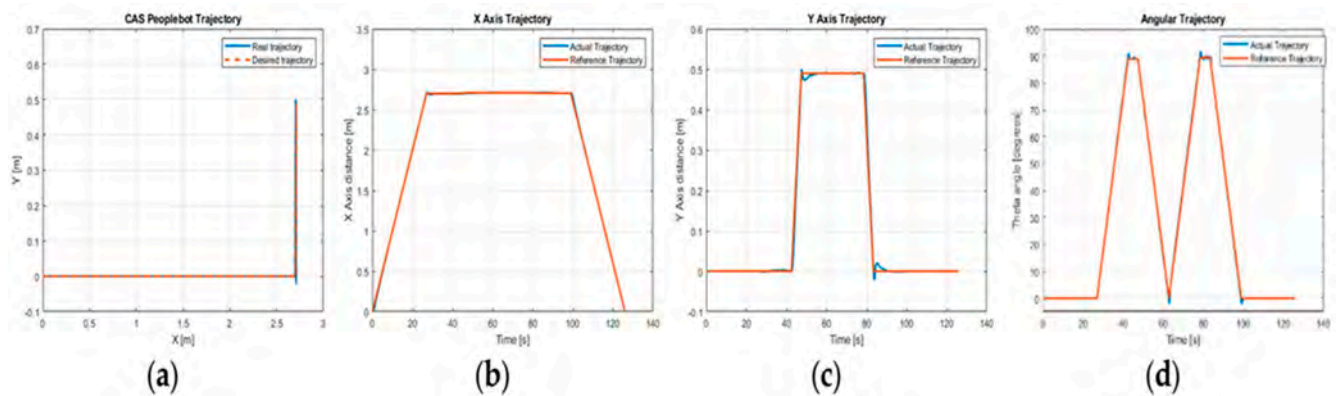 CAS Peoplebot Trajectory
Real trajectory
Desired trajectory
Y [m]
0.7
0.6
0.5
0.4
0.3
0.2
0.1
0
-0.1
0 0.5 1 1.5 2 2.5 3
X [m]
(a)
X Axis Trajectory
Actual Trajectory
Reference Trajectory
X Axis distance [m]
3.5
3
2.5
2
1.5
1
0.5
0
0 20 40 60 80 100 120 140
Time [s]
(b)
Y Axis Trajectory
Actual Trajectory
Reference Trajectory
Y Axis distance [m]
0.6
0.5
0.4
0.3
0.2
0.1
0
-0.1
0 20 40 60 80 100 120 140
Time [s]
(c)
Angular Trajectory
Actual Trajectory
Reference Trajectory
Theta angle [degrees]
100
90
80
70
60
50
40
30
20
10
0
0 20 40 60 80 100 120 140
Time [s]
(d)